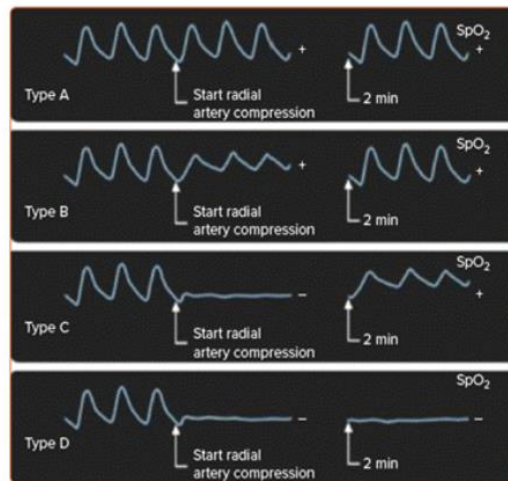 SpO₂
+ +
Type A
Start radial
artery compression
2 min
SpO₂
+ +
Type B
Start radial
artery compression
2 min
SpO₂
− +
Type C
Start radial
artery compression
2 min
SpO₂
− −
Type D
Start radial
artery compression
2 min